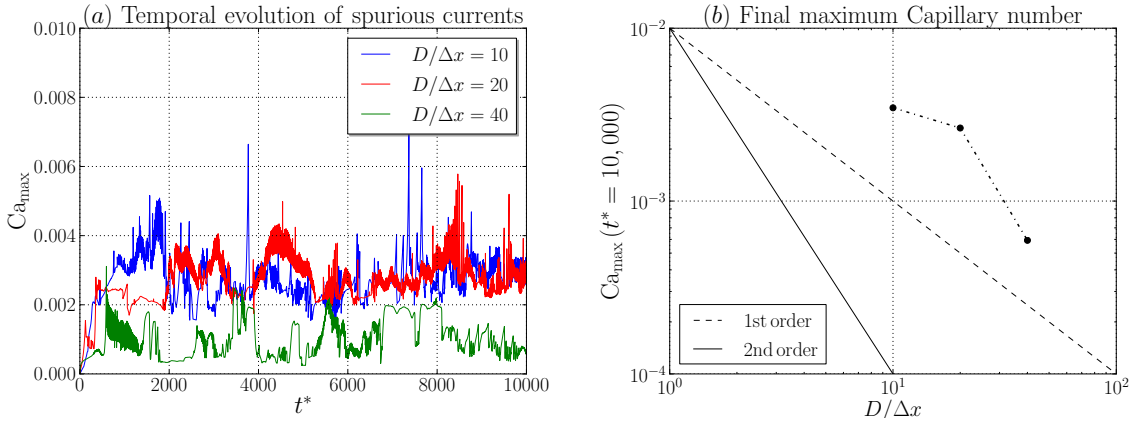 (a) Temporal evolution of spurious currents
0.010
0.008
0.006
0.004
0.002
0.000
Ca_max
D/Δx = 10
D/Δx = 20
D/Δx = 40
0 2000 4000 6000 8000 10000
t*
(b) Final maximum Capillary number
10^-2
10^-3
10^-4
Ca_max(t* = 10,000)
1st order
2nd order
10^0 10^1 10^2
D/Δx